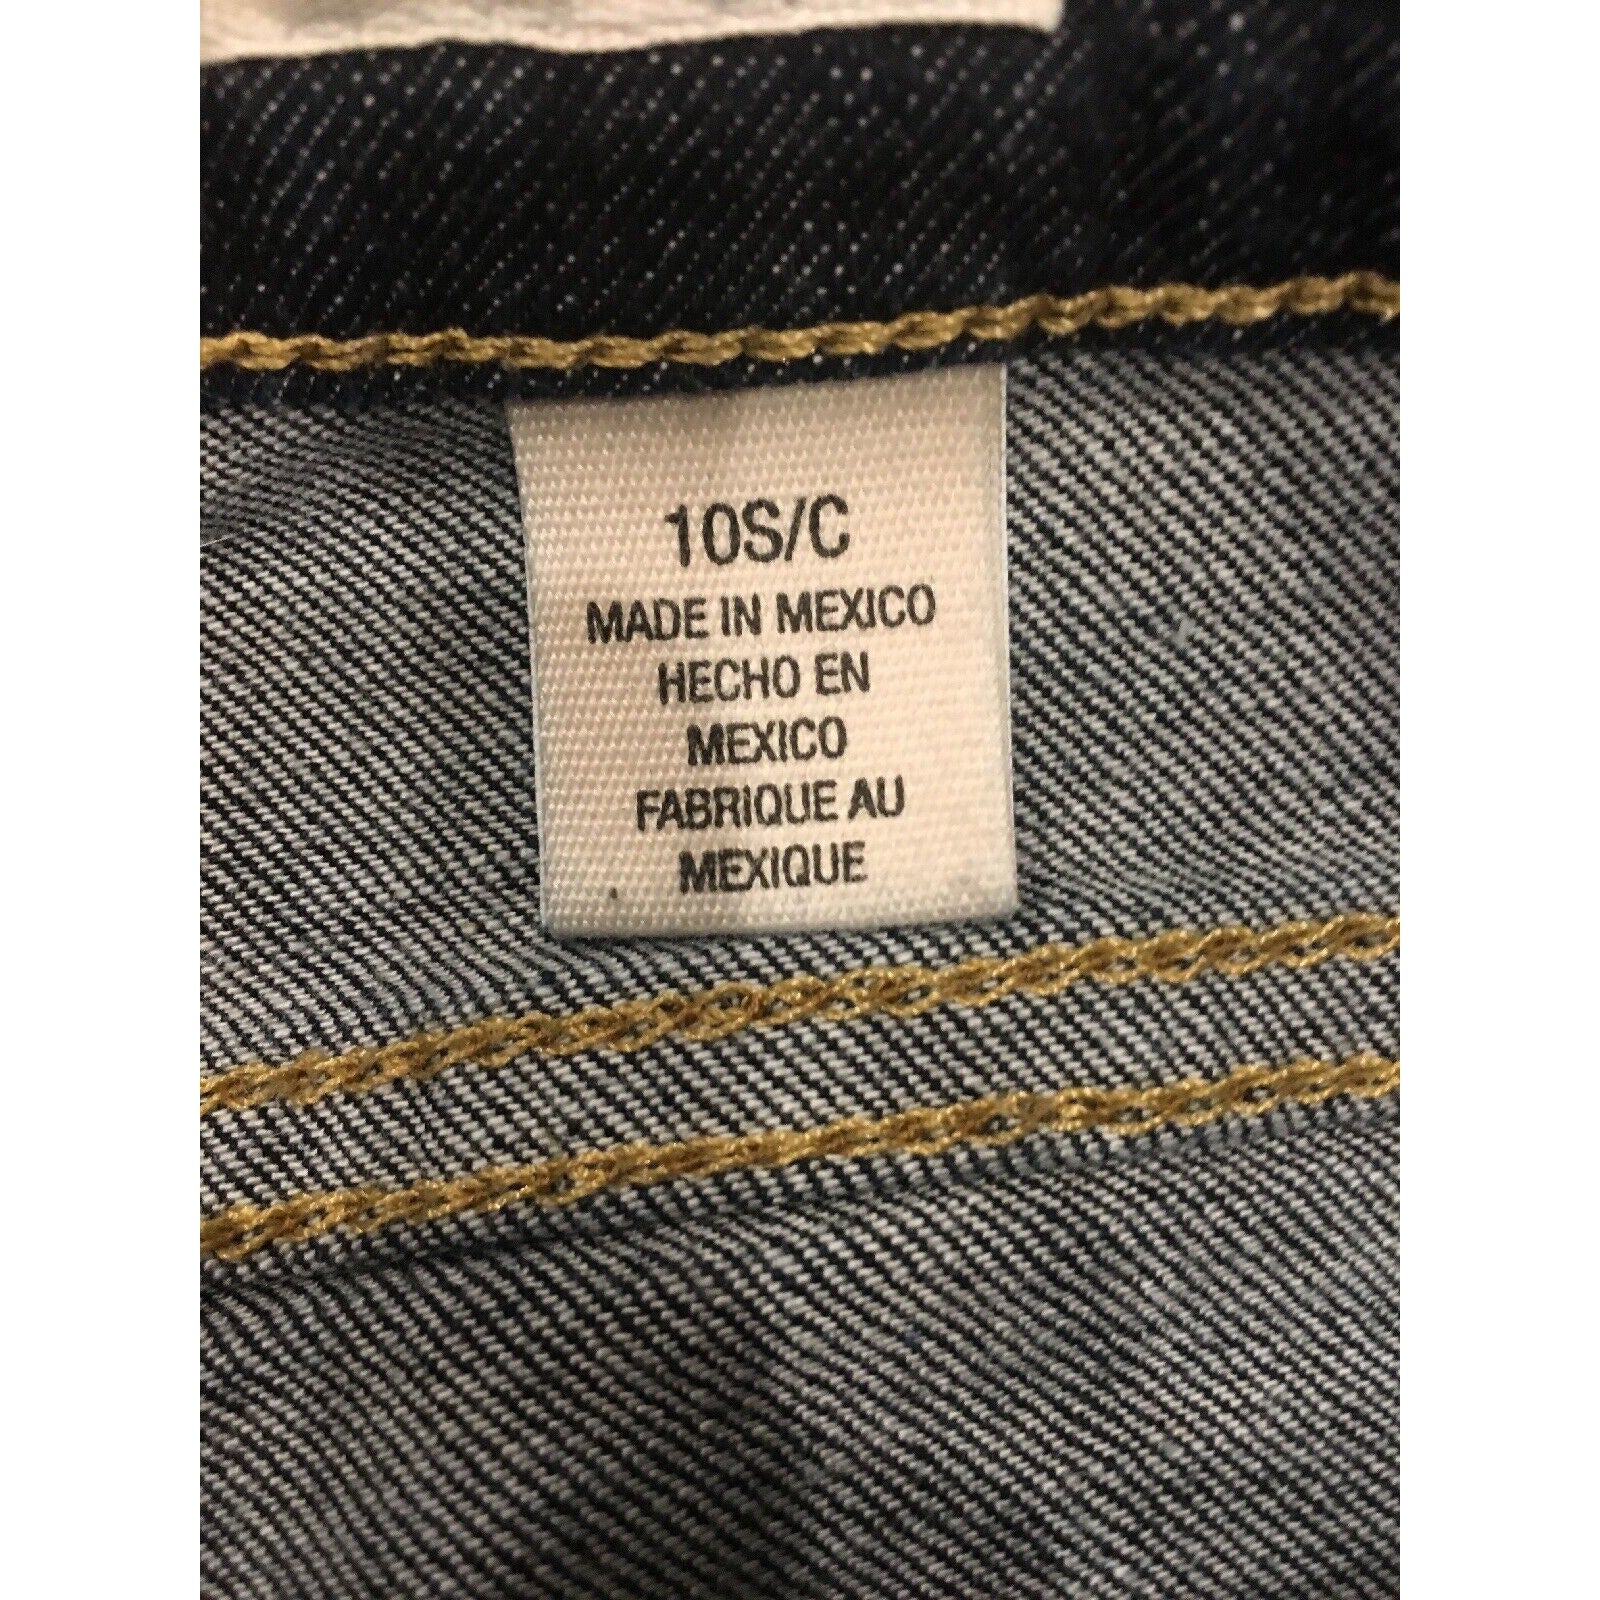 10S/C
MADE IN MEXICO
HECHO EN
MEXICO
FABRIQUE AU
MEXIQUE